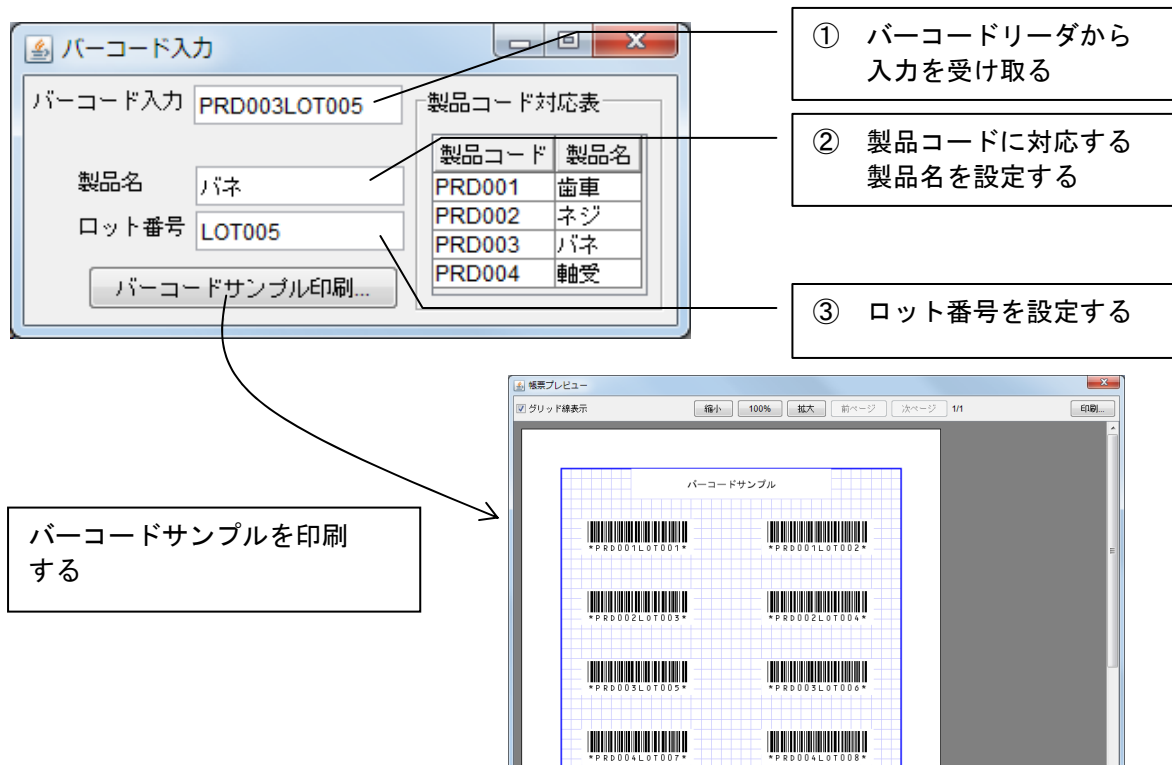 バーコード入力
バーコード入力 PRD003LOT005
製品名 バネ
ロット番号 LOT005
バーコードサンプル印刷...
製品コード対応表
製品コード 製品名
PRD001 歯車
PRD002 ネジ
PRD003 バネ
PRD004 軸受
① バーコードリーダから
入力を受け取る
② 製品コードに対応する
製品名を設定する
③ ロット番号を設定する
バーコードサンプルを印刷
する
帳票プレビュー
グリッド線表示 縮小 100% 拡大 前ページ 次ページ 1/1 印刷...
バーコードサンプル
*PRD001LOT001* *PRD001LOT002*
*PRD002LOT003* *PRD002LOT004*
*PRD003LOT005* *PRD003LOT006*
*PRD004LOT007* *PRD004LOT008*